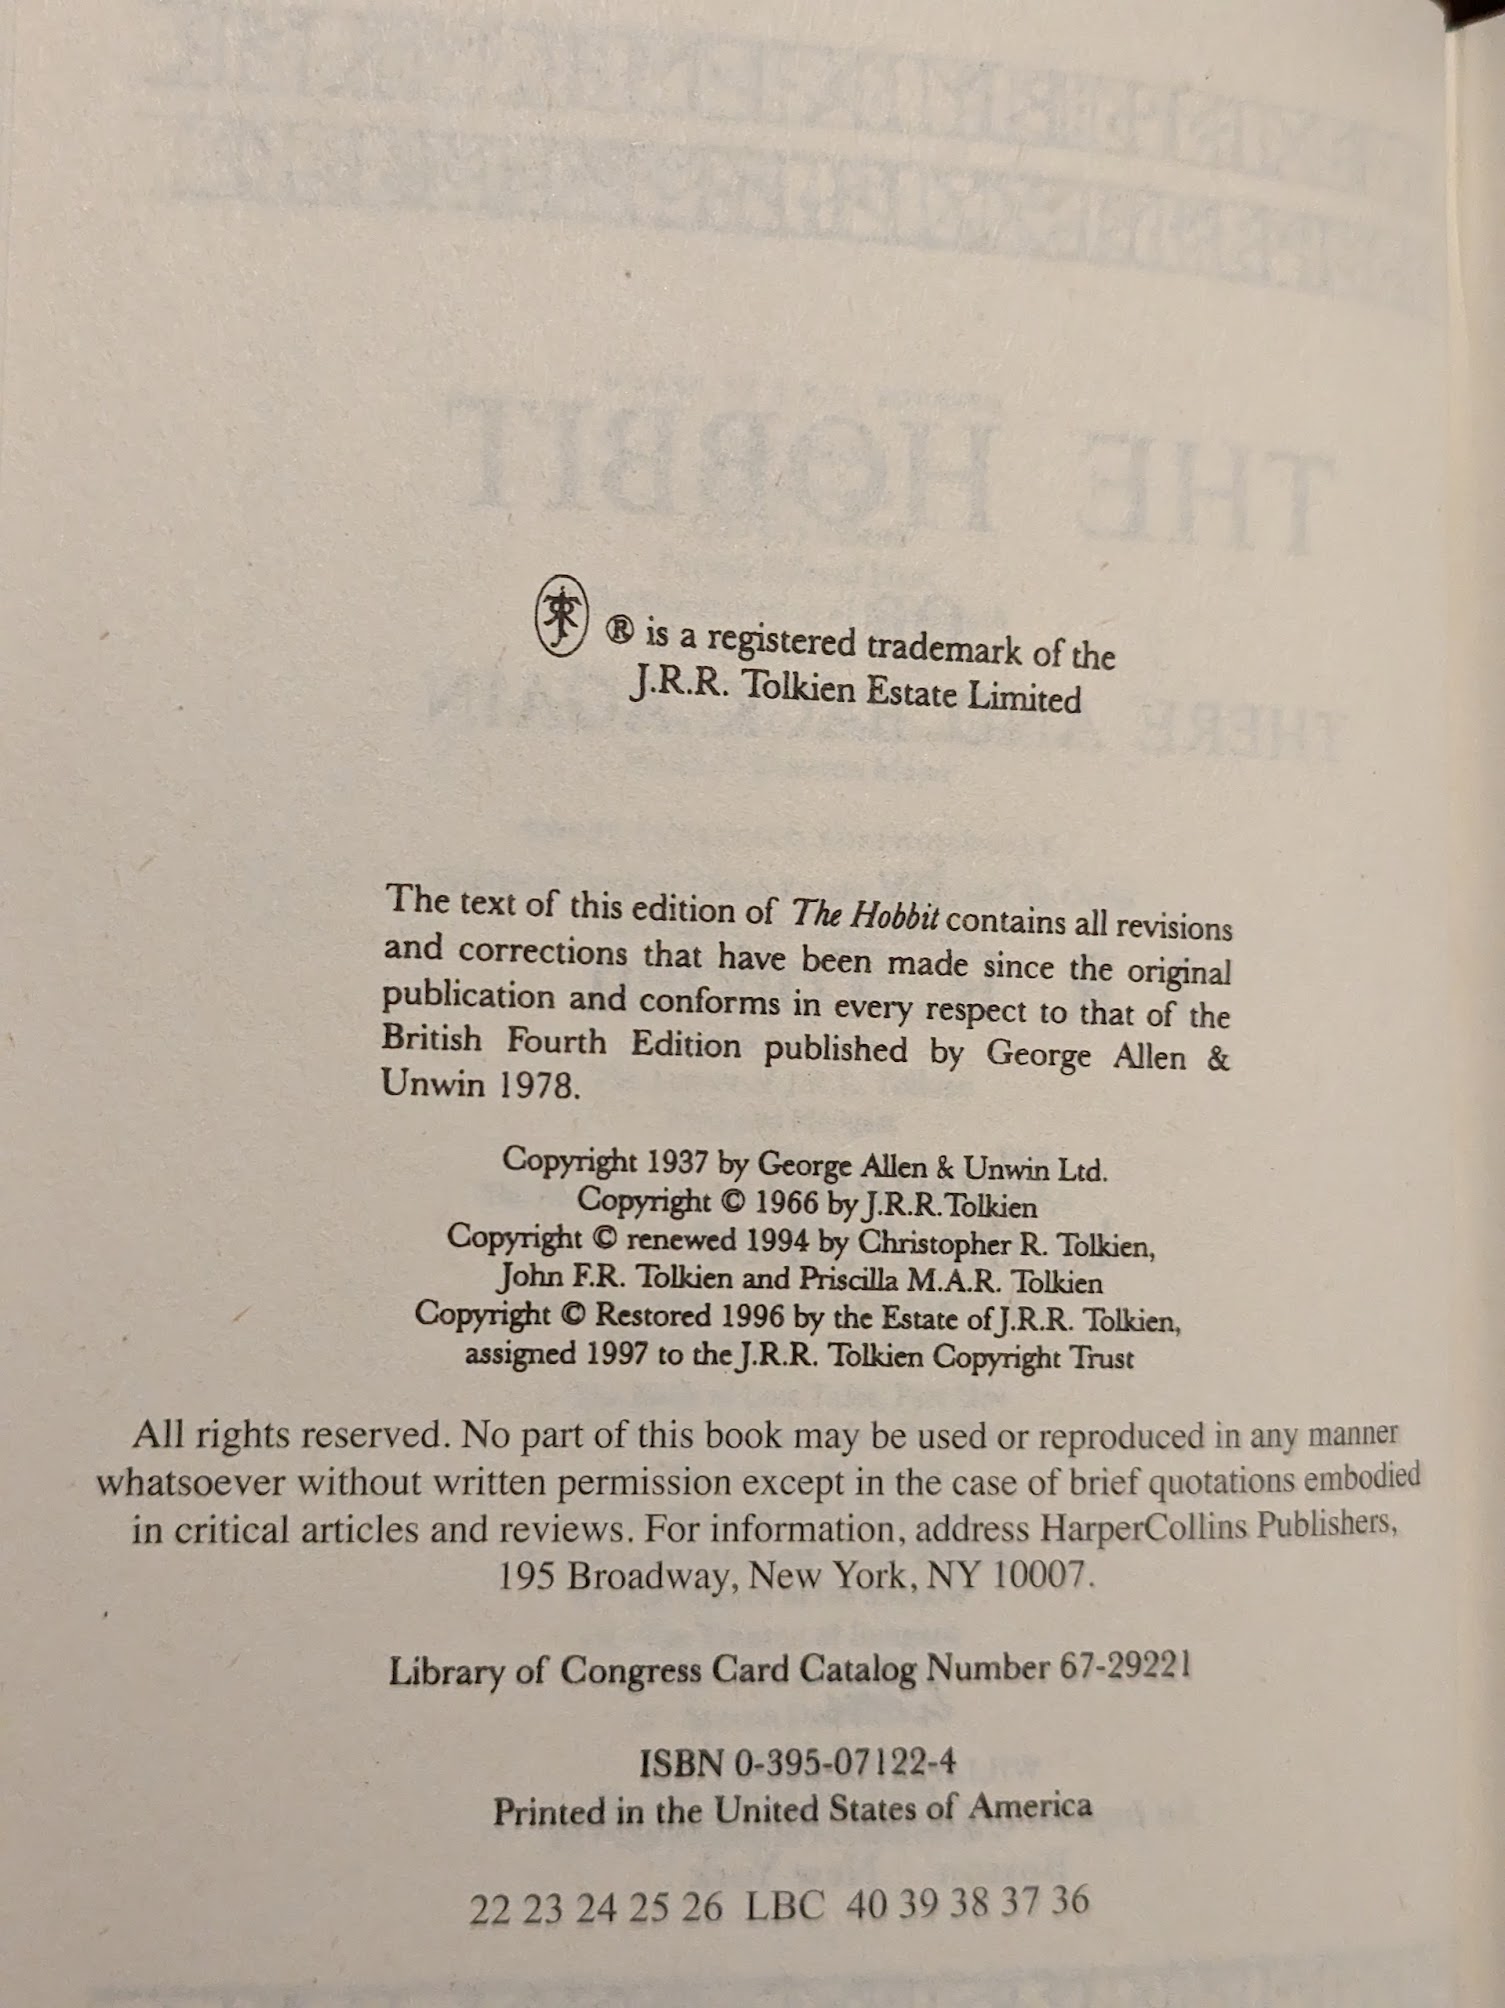 ® is a registered trademark of the
J.R.R. Tolkien Estate Limited
The text of this edition of The Hobbit contains all revisions
and corrections that have been made since the original
publication and conforms in every respect to that of the
British Fourth Edition published by George Allen &
Unwin 1978.
Copyright 1937 by George Allen & Unwin Ltd.
Copyright © 1966 by J.R.R. Tolkien
Copyright © renewed 1994 by Christopher R. Tolkien,
John F.R. Tolkien and Priscilla M.A.R. Tolkien
Copyright © Restored 1996 by the Estate of J.R.R. Tolkien,
assigned 1997 to the J.R.R. Tolkien Copyright Trust
All rights reserved. No part of this book may be used or reproduced in any manner
whatsoever without written permission except in the case of brief quotations embodied
in critical articles and reviews. For information, address HarperCollins Publishers,
195 Broadway, New York, NY 10007.
Library of Congress Card Catalog Number 67-29221
ISBN 0-395-07122-4
Printed in the United States of America
22 23 24 25 26 LBC 40 39 38 37 36